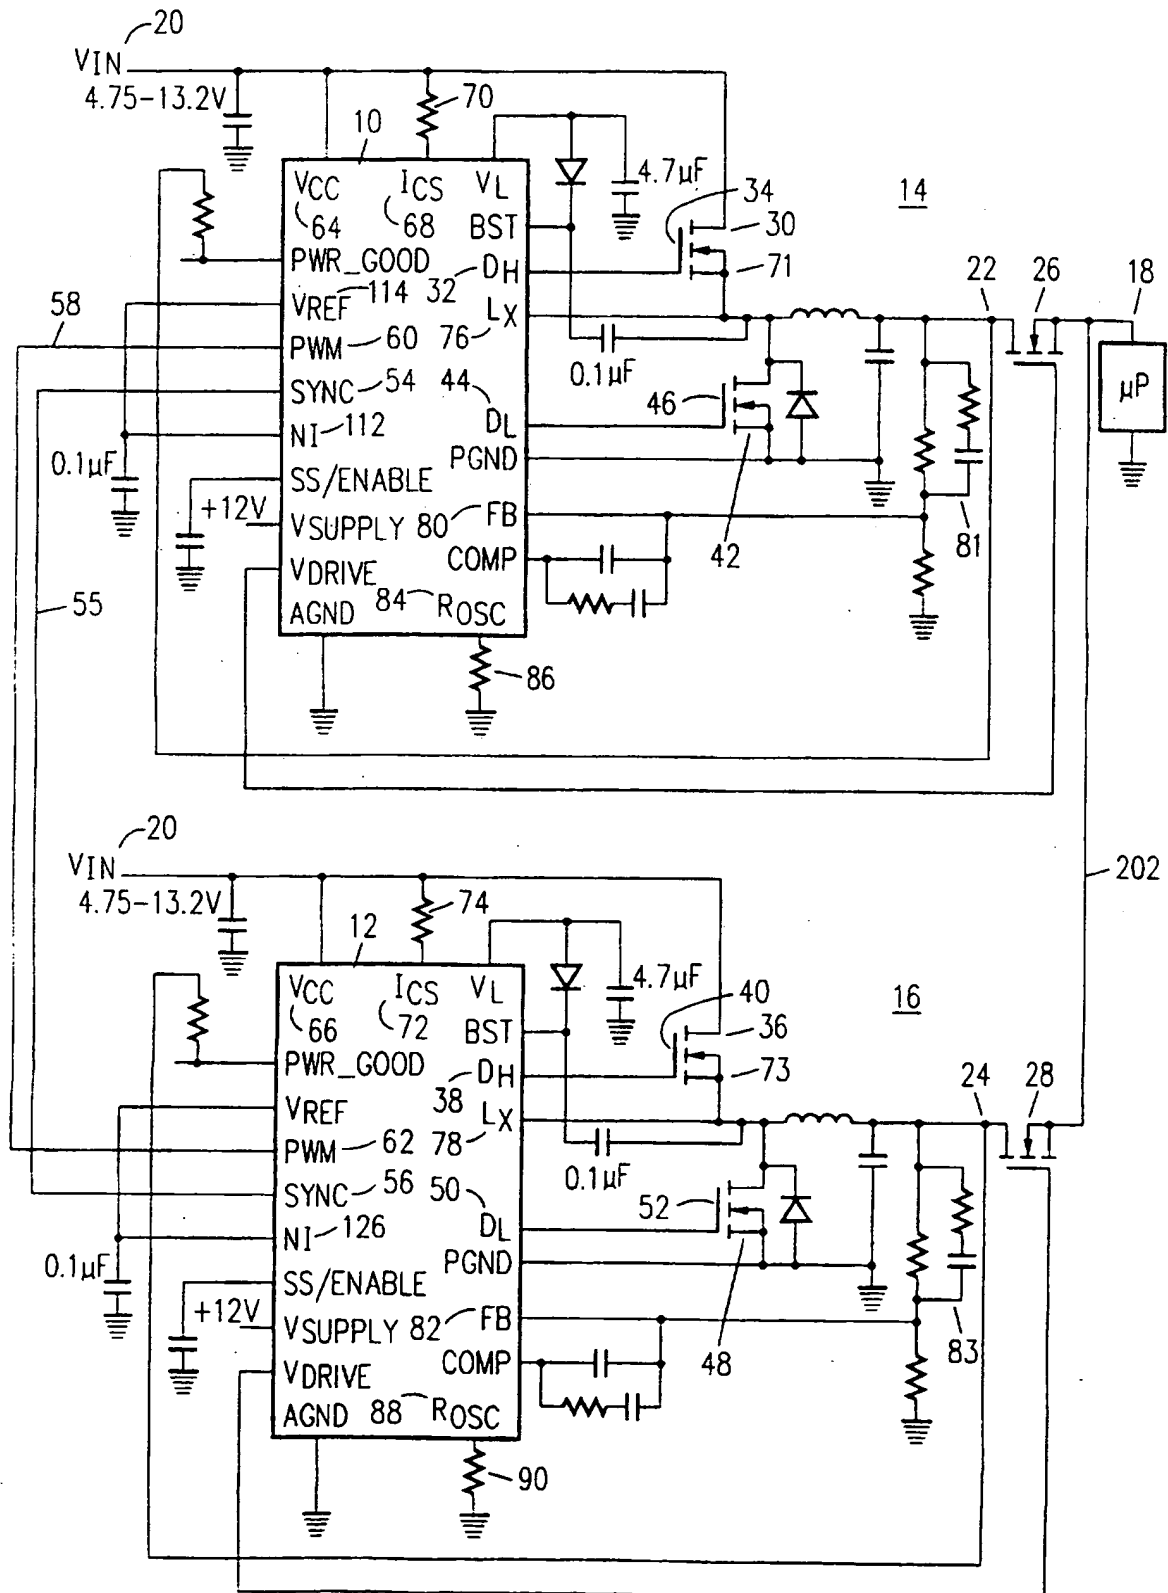 20
VIN
4.75-13.2V
70
10
4.7µF
34
14
VCC ICS VL
64 68
BST
30
PWR_GOOD 32 DH
71
22 26 18
58
VREF 114
LX
PWM 60 76
0.1µF
µP
SYNC 54 44
46
DL
NI 112
PGND
0.1µF
SS/ENABLE
+12V
VSUPPLY 80 FB
42
81
COMP
VDRIVE
55
84 ROSC
AGND
86
20
VIN
4.75-13.2V
74
202
12
4.7µF
40
16
VCC ICS VL
66 72
BST
36
PWR_GOOD 38 DH
73
24 28
VREF
LX
PWM 62 78
0.1µF
SYNC 56 50
52
DL
NI 126
PGND
0.1µF
SS/ENABLE
+12V
VSUPPLY 82 FB
48
83
COMP
VDRIVE
AGND 88 ROSC
90